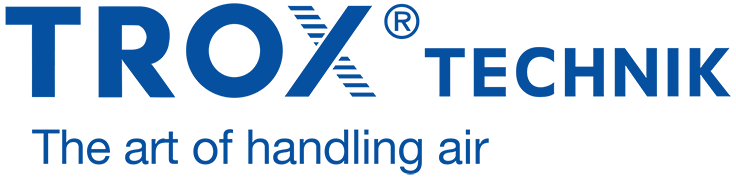 TROX® TECHNIK
The art of handling air